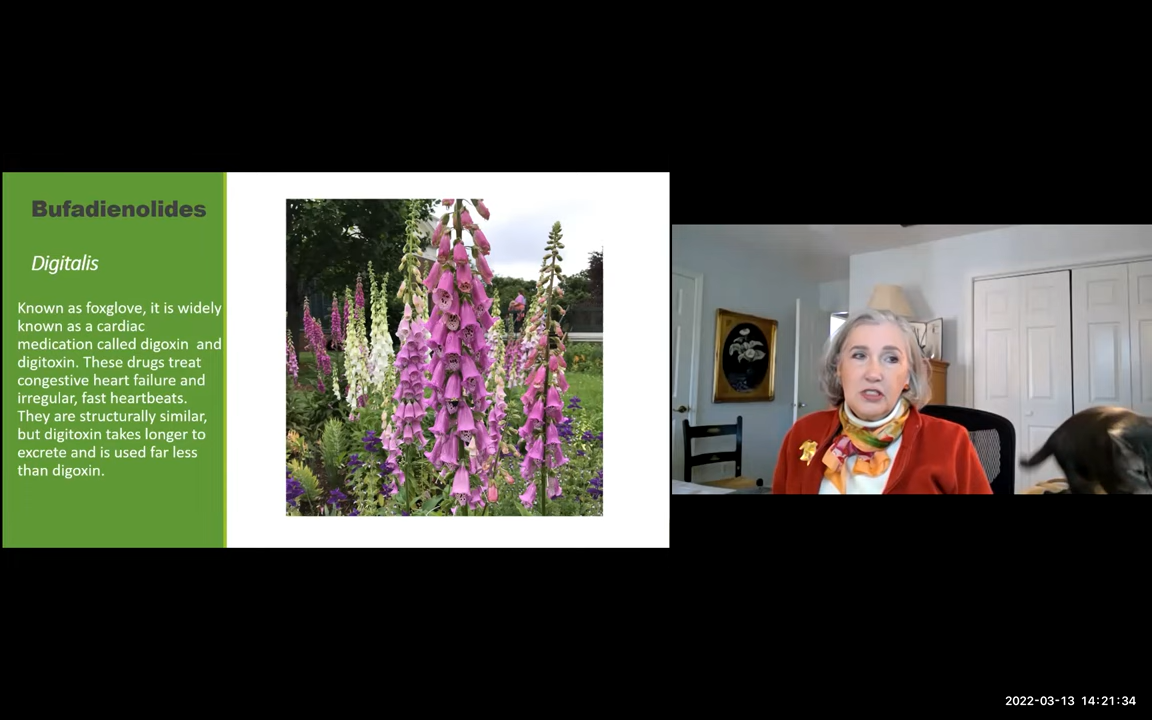 Bufadienolides
Digitalis
Known as foxglove, it is widely
known as a cardiac
medication called digoxin and
digitoxin. These drugs treat
congestive heart failure and
irregular, fast heartbeats.
They are structurally similar,
but digitoxin takes longer to
excrete and is used far less
than digoxin.
2022-03-13 14:21:34